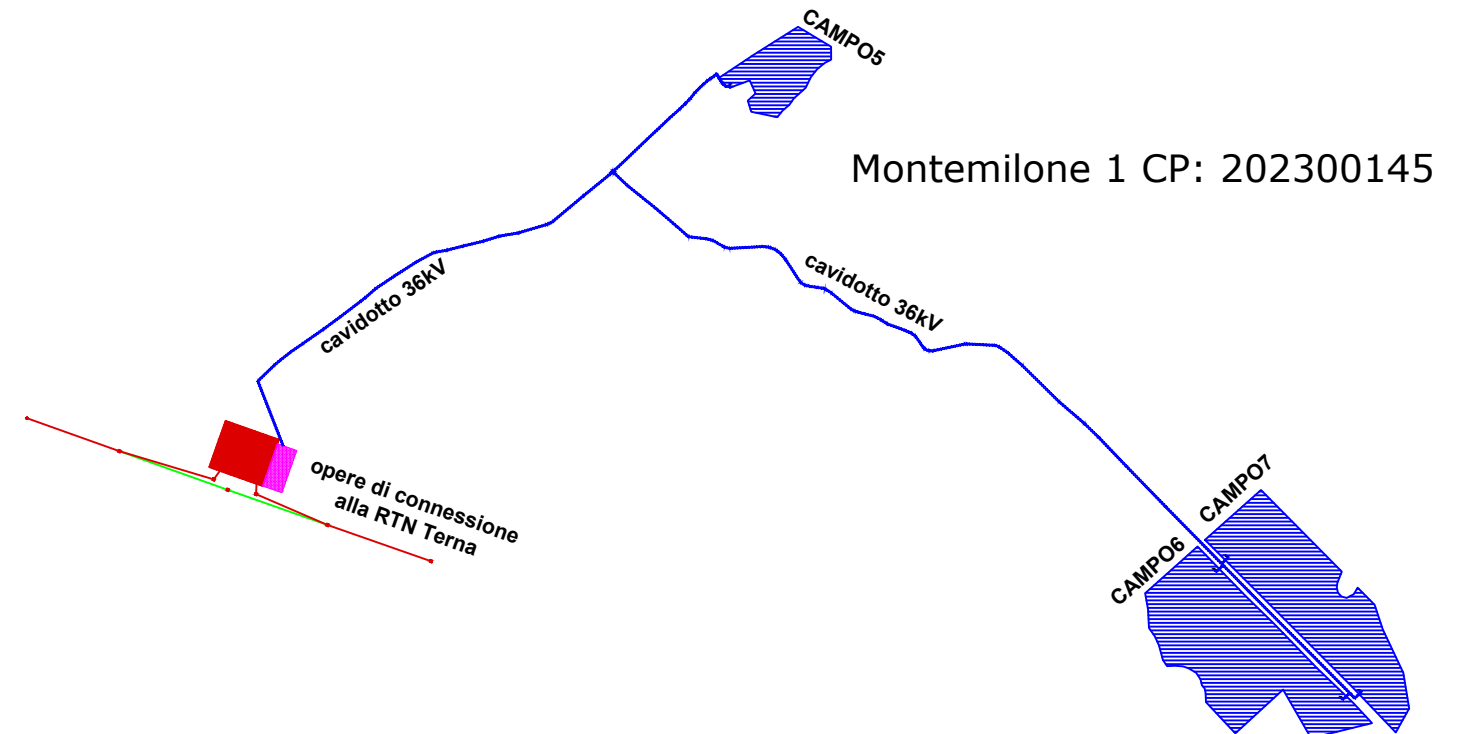 CAMPO5
Montemilone 1 CP: 202300145
cavidotto 36kV
cavidotto 36kV
opere di connessione
alla RTN Terna
CAMPO7
CAMPO6